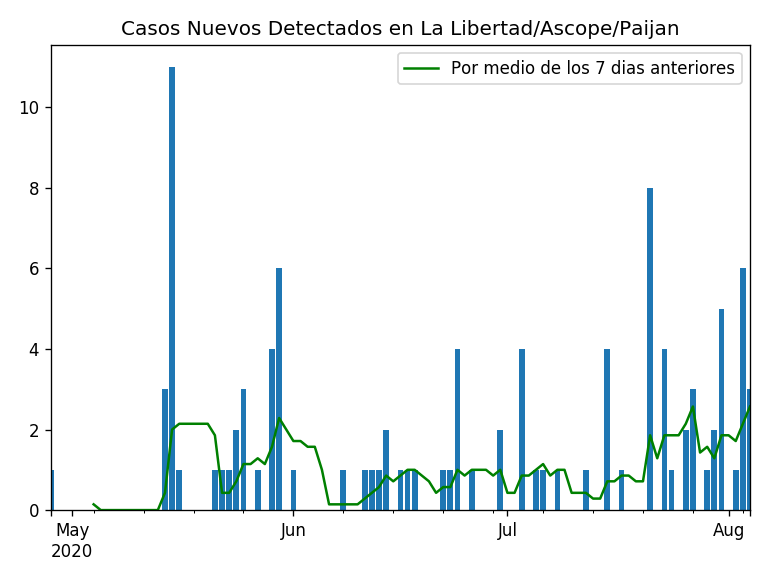 Casos Nuevos Detectados en La Libertad/Ascope/Paijan
Por medio de los 7 dias anteriores
10
8
6
4
2
0
May
2020
Jun
Jul
Aug